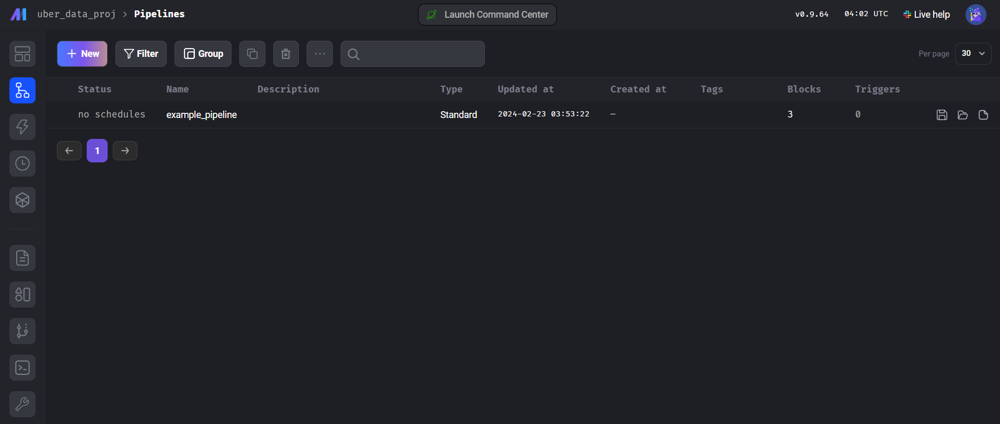 uber_data_proj > Pipelines
Launch Command Center
v0.9.64
04:02 UTC
Live help
New
Filter
Group
Per page 30
Status Name Description Type Updated at Created at Tags Blocks Triggers
no schedules example_pipeline Standard 2024-02-23 03:53:22 — 3 0
1